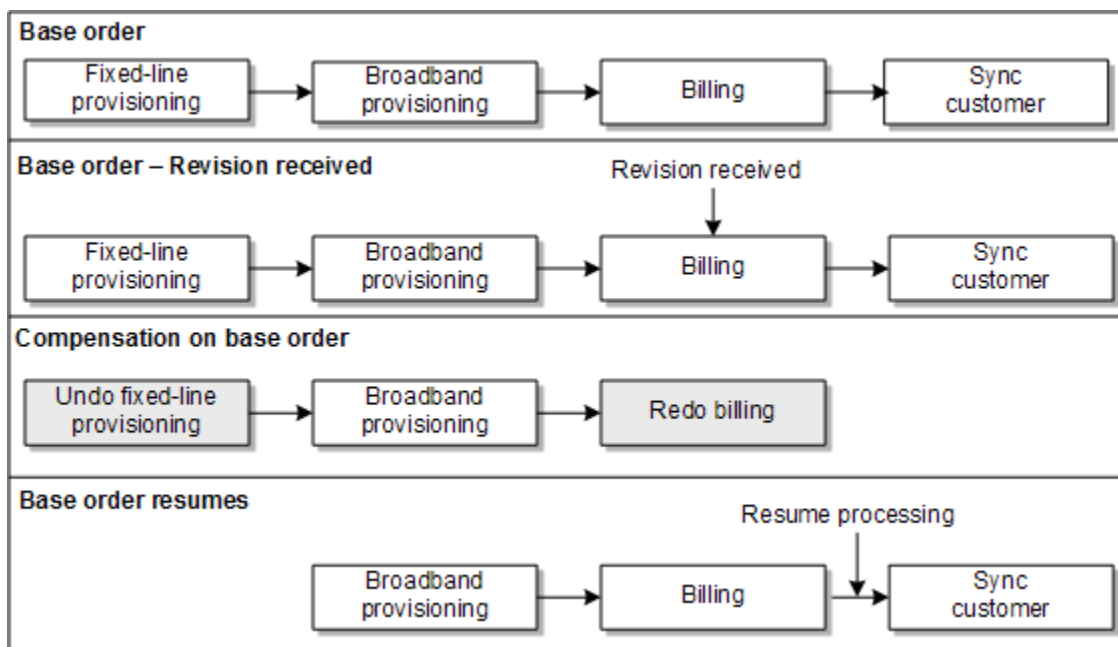 Base order
Fixed-line
provisioning
Broadband
provisioning
Billing
Sync
customer
Base order – Revision received
Revision received
Fixed-line
provisioning
Broadband
provisioning
Billing
Sync
customer
Compensation on base order
Undo fixed-line
provisioning
Broadband
provisioning
Redo billing
Base order resumes
Resume processing
Broadband
provisioning
Billing
Sync
customer